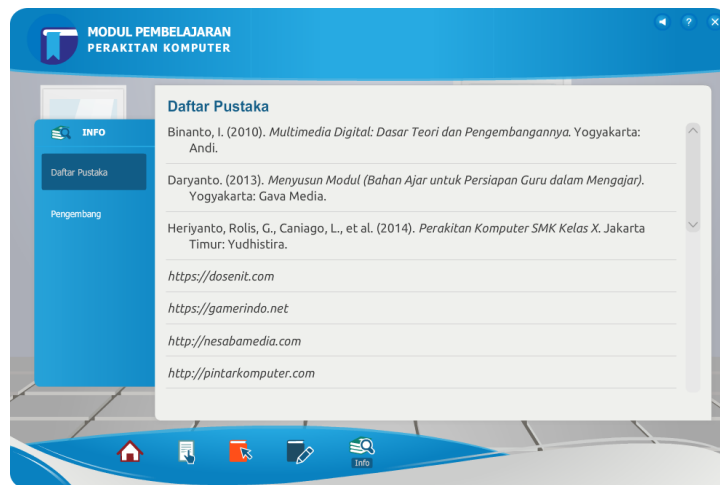 MODUL PEMBELAJARAN
PERAKITAN KOMPUTER
?
INFO
Daftar Pustaka
Pengembang
Daftar Pustaka
Binanto, I. (2010). Multimedia Digital: Dasar Teori dan Pengembangannya. Yogyakarta:
Andi.
Daryanto. (2013). Menyusun Modul (Bahan Ajar untuk Persiapan Guru dalam Mengajar).
Yogyakarta: Gava Media.
Heriyanto, Rolis, G., Caniago, L., et al. (2014). Perakitan Komputer SMK Kelas X. Jakarta
Timur: Yudhistira.
https://dosenit.com
https://gamerindo.net
http://nesabamedia.com
http://pintarkomputer.com
Info